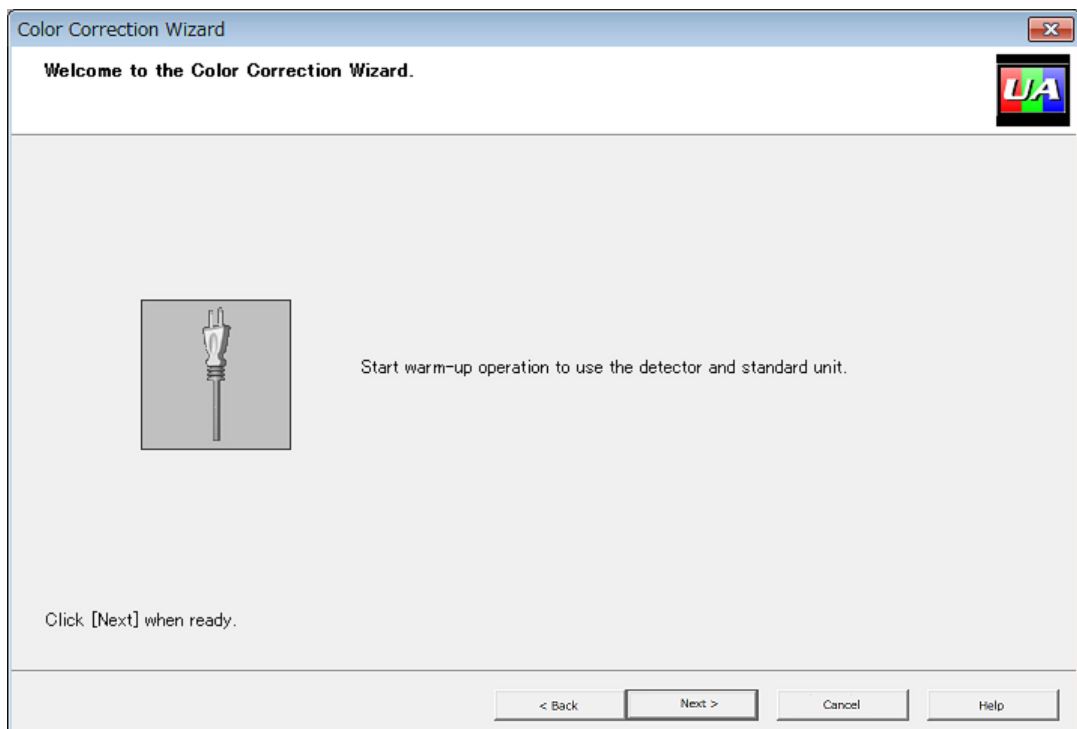 Color Correction Wizard
Welcome to the Color Correction Wizard.
UA
Start warm-up operation to use the detector and standard unit.
Click [Next] when ready.
< Back
Next >
Cancel
Help